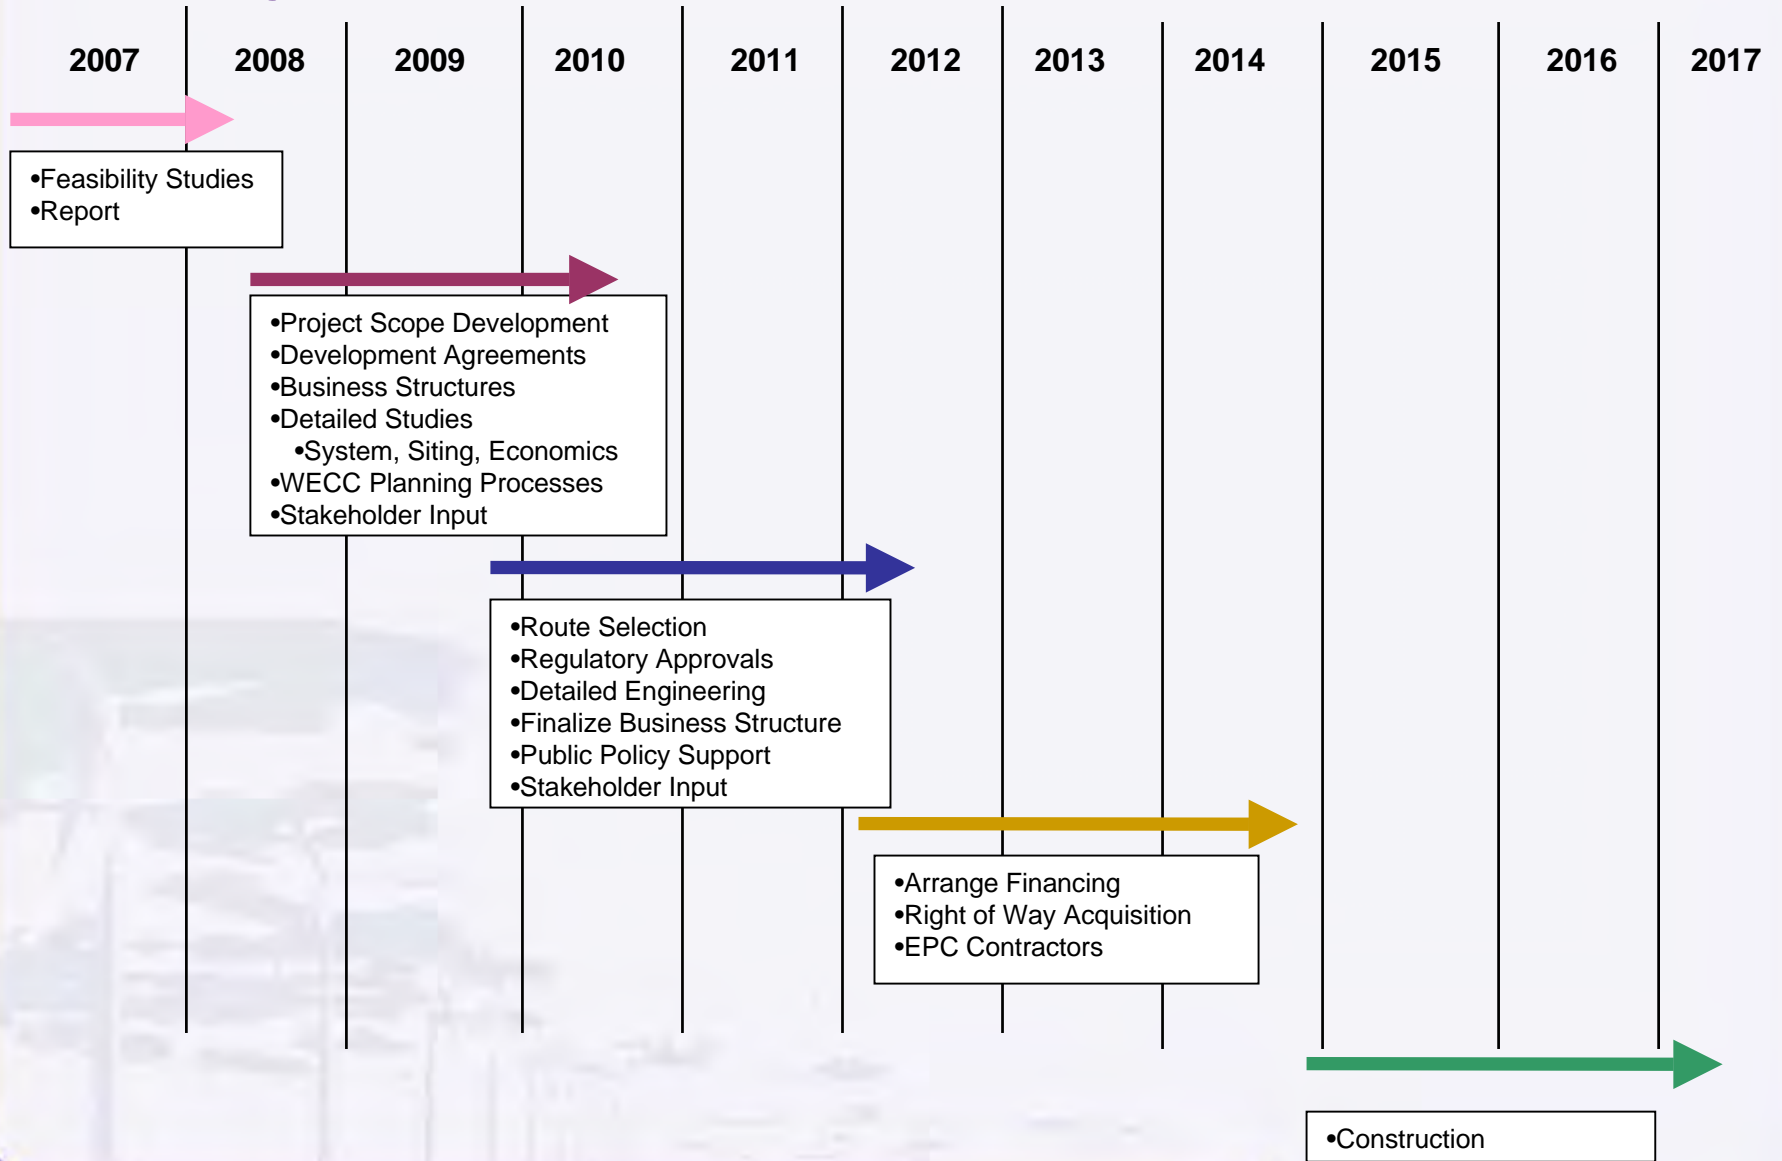 2007 2008 2009 2010 2011 2012 2013 2014 2015 2016 2017
•Feasibility Studies
•Report
•Project Scope Development
•Development Agreements
•Business Structures
•Detailed Studies
•System, Siting, Economics
•WECC Planning Processes
•Stakeholder Input
•Route Selection
•Regulatory Approvals
•Detailed Engineering
•Finalize Business Structure
•Public Policy Support
•Stakeholder Input
•Arrange Financing
•Right of Way Acquisition
•EPC Contractors
•Construction